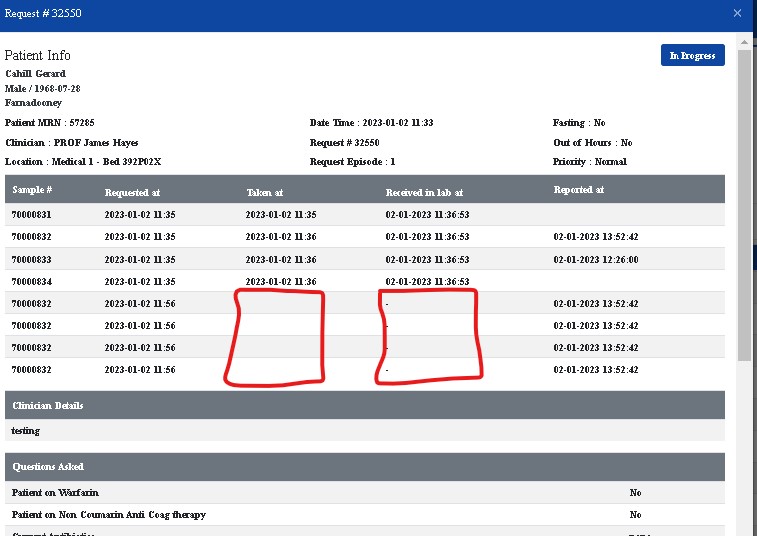 Request # 32550 ×
Patient Info
In Progress
Cahill Gerard
Male / 1968-07-28
Farnadooney
Patient MRN : 57285 Date Time : 2023-01-02 11:33 Fasting : No
Clinician : PROF James Hayes Request # 32550 Out of Hours : No
Location : Medical 1 - Bed 392P02X Request Episode : 1 Priority : Normal
Sample # Requested at Taken at Received in lab at Reported at
70000831 2023-01-02 11:35 2023-01-02 11:35 02-01-2023 11:36:53
70000832 2023-01-02 11:35 2023-01-02 11:36 02-01-2023 11:36:53 02-01-2023 13:52:42
70000833 2023-01-02 11:35 2023-01-02 11:36 02-01-2023 11:36:53 02-01-2023 12:26:00
70000834 2023-01-02 11:35 2023-01-02 11:36 02-01-2023 11:36:53
70000832 2023-01-02 11:56 - 02-01-2023 13:52:42
70000832 2023-01-02 11:56 - 02-01-2023 13:52:42
70000832 2023-01-02 11:56 - 02-01-2023 13:52:42
70000832 2023-01-02 11:56 - 02-01-2023 13:52:42
Clinician Details
testing
Questions Asked
Patient on Warfarin No
Patient on Non Coumarin Anti Coag therapy No